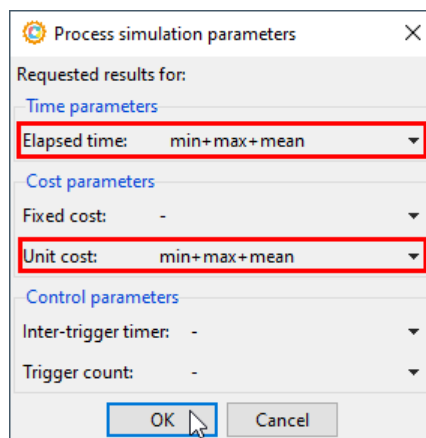 Process simulation parameters
Requested results for:
Time parameters
Elapsed time: min+max+mean
Cost parameters
Fixed cost: -
Unit cost: min+max+mean
Control parameters
Inter-trigger timer: -
Trigger count: -
OK Cancel